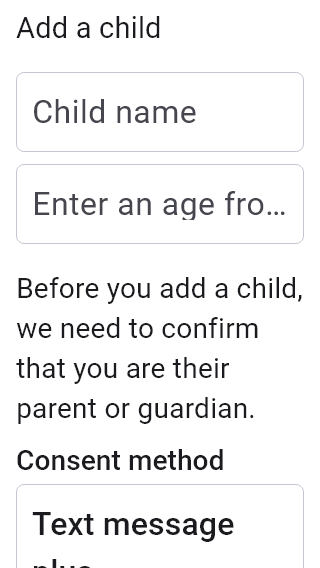 Add a child
Child name
Enter an age fro...
Before you add a child,
we need to confirm
that you are their
parent or guardian.
Consent method
Text message
plus